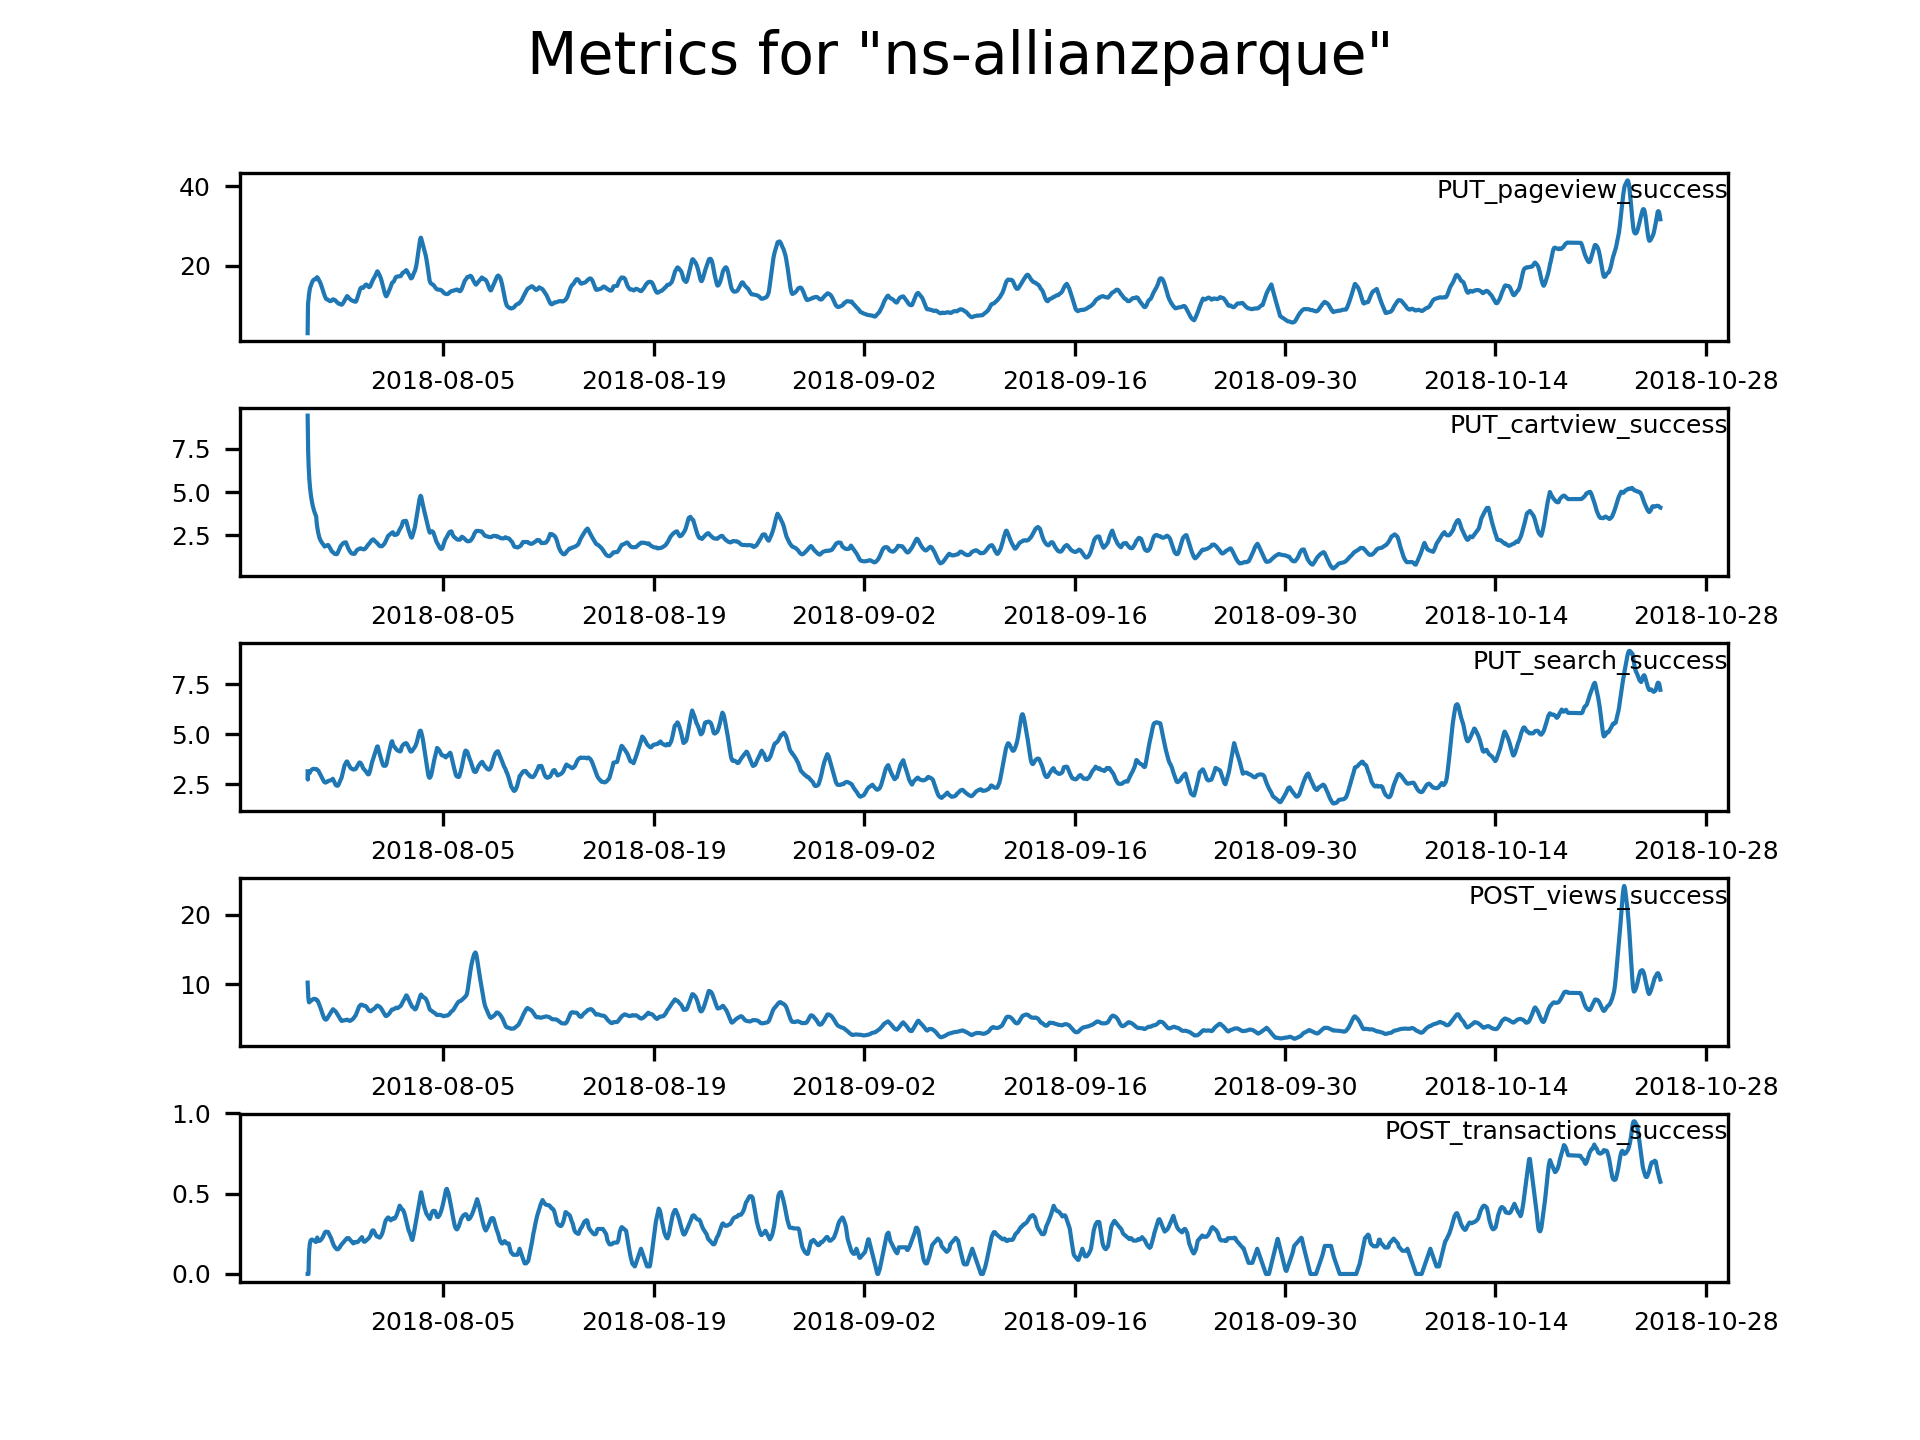 Metrics for "ns-allianzparque"
PUT_pageview_success
40
20
2018-08-05 2018-08-19 2018-09-02 2018-09-16 2018-09-30 2018-10-14 2018-10-28
PUT_cartview_success
7.5
5.0
2.5
2018-08-05 2018-08-19 2018-09-02 2018-09-16 2018-09-30 2018-10-14 2018-10-28
PUT_search_success
7.5
5.0
2.5
2018-08-05 2018-08-19 2018-09-02 2018-09-16 2018-09-30 2018-10-14 2018-10-28
POST_views_success
20
10
2018-08-05 2018-08-19 2018-09-02 2018-09-16 2018-09-30 2018-10-14 2018-10-28
1.0
POST_transactions_success
0.5
0.0
2018-08-05 2018-08-19 2018-09-02 2018-09-16 2018-09-30 2018-10-14 2018-10-28